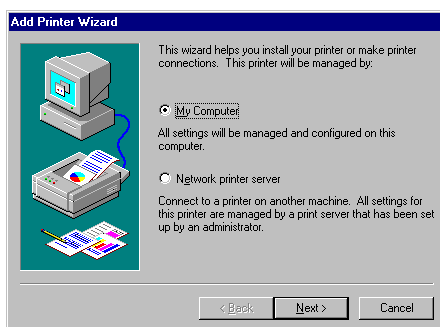 Add Printer Wizard
This wizard helps you install your printer or make printer
connections. This printer will be managed by:
My Computer
All settings will be managed and configured on this
computer.
Network printer server
Connect to a printer on another machine. All settings for
this printer are managed by a print server that has been set
up by an administrator.
< Back
Next >
Cancel